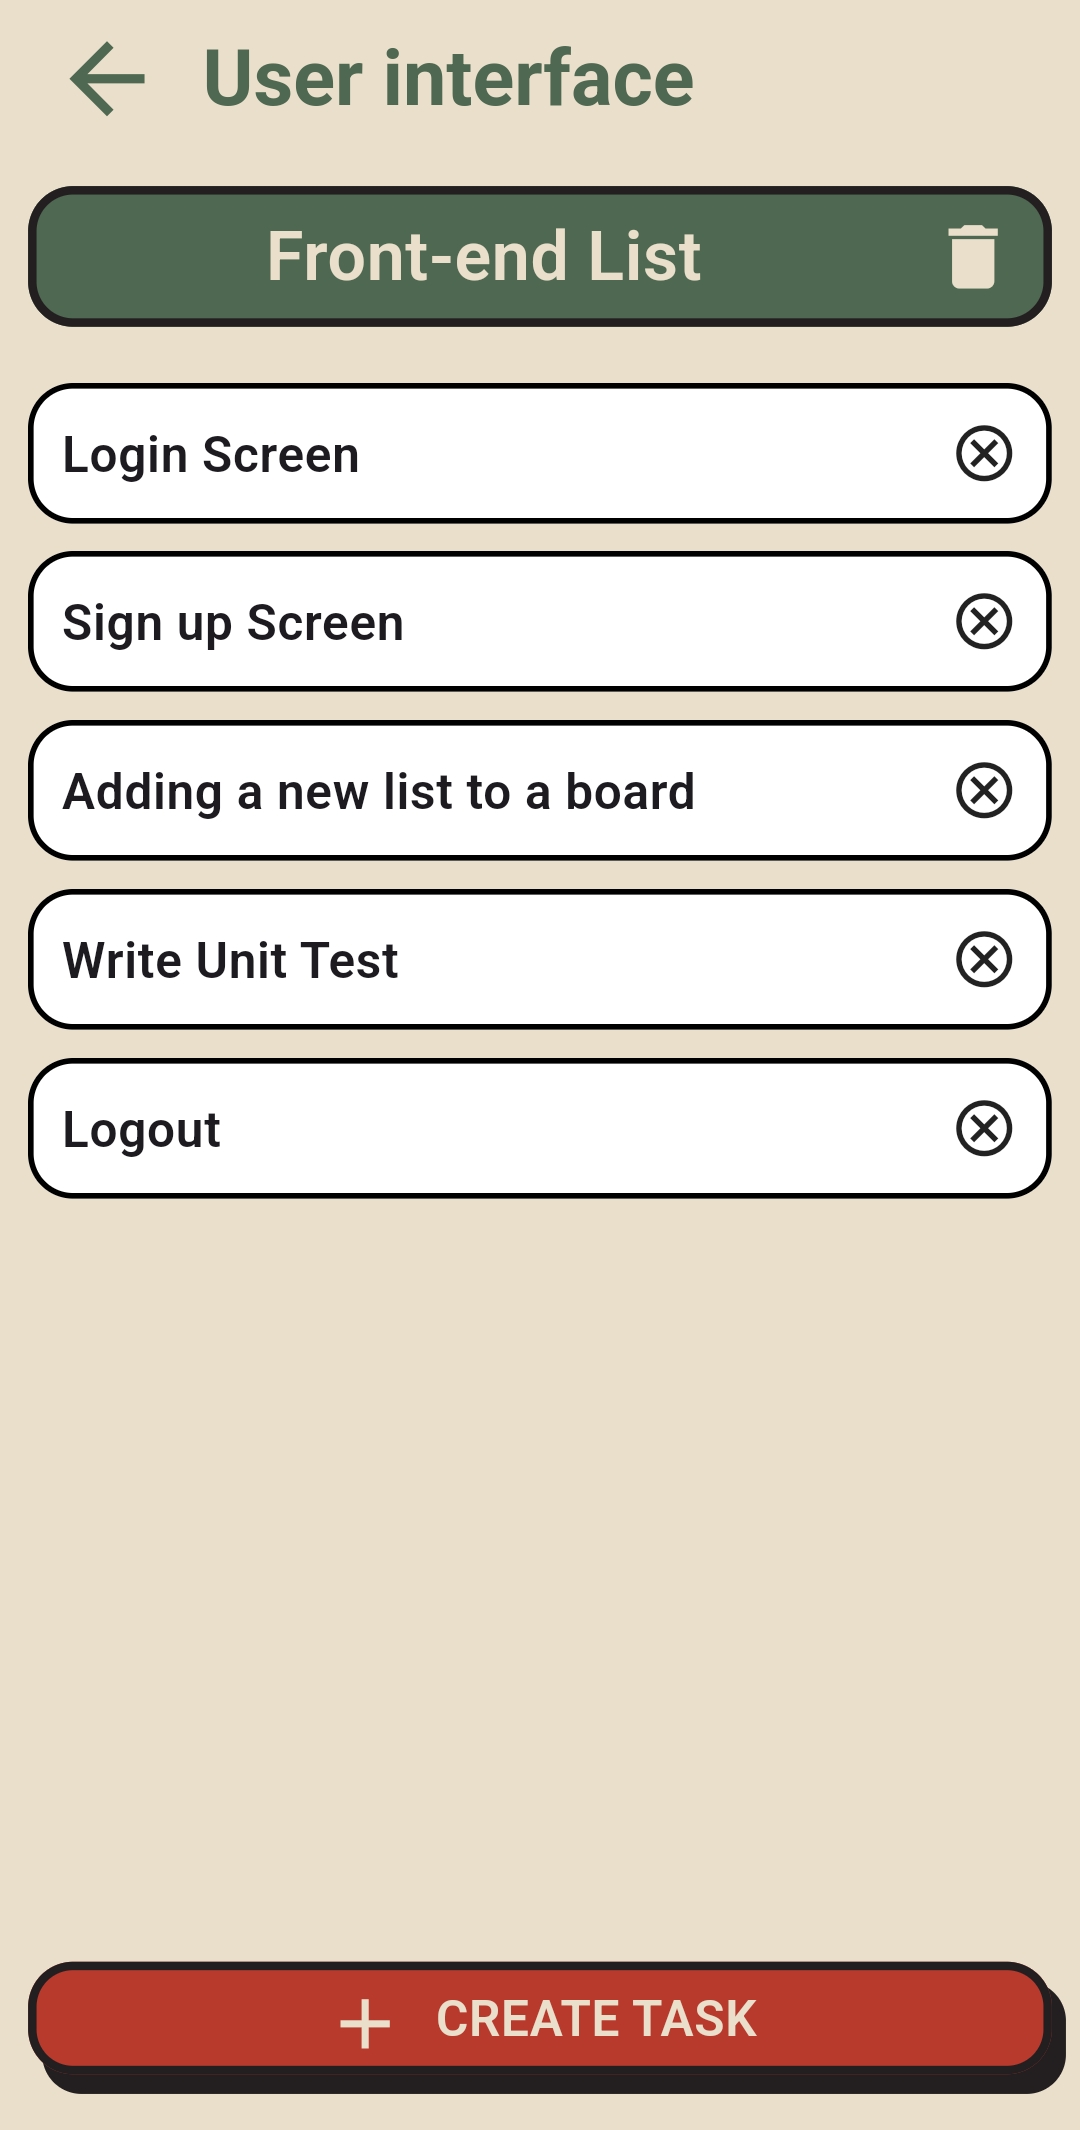 User interface
Front-end List
Login Screen
Sign up Screen
Adding a new list to a board
Write Unit Test
Logout
CREATE TASK